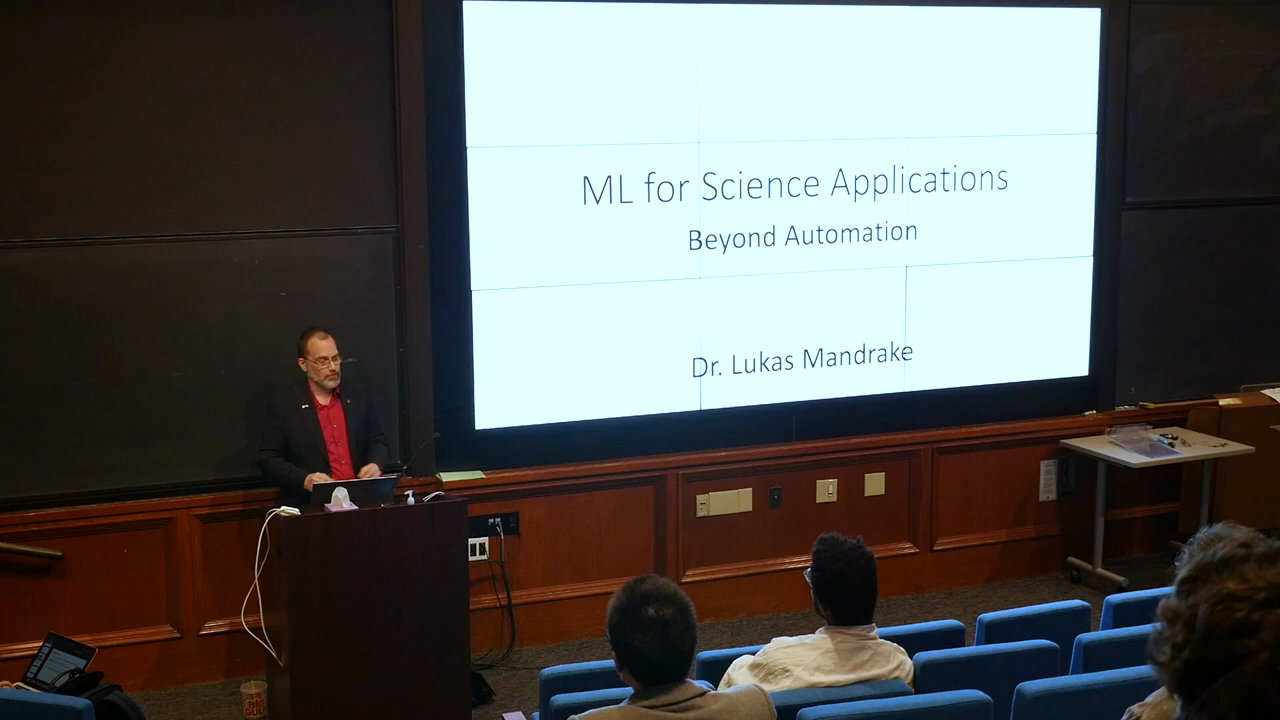 ML for Science Applications
Beyond Automation
Dr. Lukas Mandrake